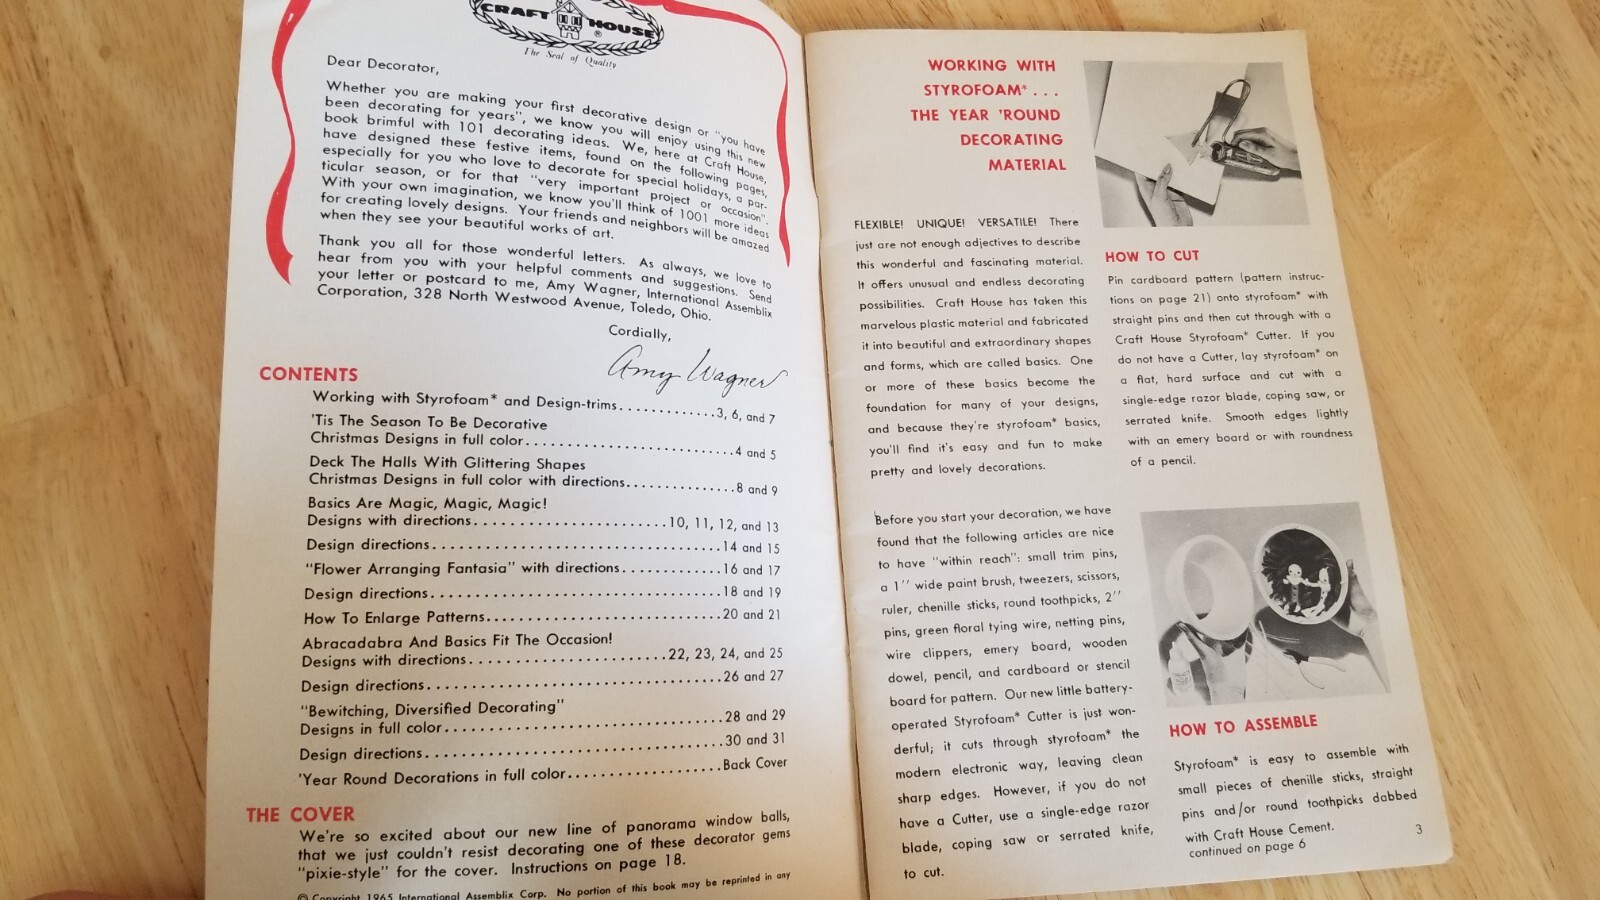 CRAFT HOUSE
®
The Seal of Quality
Dear Decorator,
Whether you are making your first decorative design or "you have
been decorating for years", we know you will enjoy using this new
book brimful with 101 decorating ideas. We, here at Craft House,
have designed these festive items, found on the following pages,
especially for you who love to decorate for special holidays, a par-
ticular season, or for that "very important project or occasion".
With your own imagination, we know you'll think of 1001 more ideas
for creating lovely designs. Your friends and neighbors will be amazed
when they see your beautiful works of art.
Thank you all for those wonderful letters. As always, we love to
hear from you with your helpful comments and suggestions. Send
your letter or postcard to me, Amy Wagner, International Assemblix
Corporation, 328 North Westwood Avenue, Toledo, Ohio.
Cordially,
Amy Wagner
CONTENTS
Working with Styrofoam* and Design-trims.............3, 6, and 7
'Tis The Season To Be Decorative
Christmas Designs in full color............................4 and 5
Deck The Halls With Glittering Shapes
Christmas Designs in full color with directions...............8 and 9
Basics Are Magic, Magic, Magic!
Designs with directions.........................10, 11, 12, and 13
Design directions......................................14 and 15
"Flower Arranging Fantasia" with directions.............16 and 17
Design directions......................................18 and 19
How To Enlarge Patterns..............................20 and 21
Abracadabra And Basics Fit The Occasion!
Designs with directions.........................22, 23, 24, and 25
Design directions......................................26 and 27
"Bewitching, Diversified Decorating"
Designs in full color....................................28 and 29
Design directions......................................30 and 31
'Year Round Decorations in full color....................Back Cover
THE COVER
We're so excited about our new line of panorama window balls,
that we just couldn't resist decorating one of these decorator gems
"pixie-style" for the cover. Instructions on page 18.
© Copyright 1965 International Assemblix Corp. No portion of this book may be reprinted in any
WORKING WITH
STYROFOAM* . . .
THE YEAR 'ROUND
DECORATING
MATERIAL
FLEXIBLE! UNIQUE! VERSATILE! There
just are not enough adjectives to describe
this wonderful and fascinating material.
It offers unusual and endless decorating
possibilities. Craft House has taken this
marvelous plastic material and fabricated
it into beautiful and extraordinary shapes
and forms, which are called basics. One
or more of these basics become the
foundation for many of your designs,
and because they're styrofoam* basics,
you'll find it's easy and fun to make
pretty and lovely decorations.
Before you start your decoration, we have
found that the following articles are nice
to have "within reach": small trim pins,
a 1'' wide paint brush, tweezers, scissors,
ruler, chenille sticks, round toothpicks, 2''
pins, green floral tying wire, netting pins,
wire clippers, emery board, wooden
dowel, pencil, and cardboard or stencil
board for pattern. Our new little battery-
operated Styrofoam* Cutter is just won-
derful; it cuts through styrofoam* the
modern electronic way, leaving clean
sharp edges. However, if you do not
have a Cutter, use a single-edge razor
blade, coping saw or serrated knife,
to cut.
HOW TO CUT
Pin cardboard pattern (pattern instruc-
tions on page 21) onto styrofoam* with
straight pins and then cut through with a
Craft House Styrofoam* Cutter. If you
do not have a Cutter, lay styrofoam* on
a flat, hard surface and cut with a
single-edge razor blade, coping saw, or
serrated knife. Smooth edges lightly
with an emery board or with roundness
of a pencil.
HOW TO ASSEMBLE
Styrofoam* is easy to assemble with
small pieces of chenille sticks, straight
pins and/or round toothpicks dabbed
with Craft House Cement.
continued on page 6
3